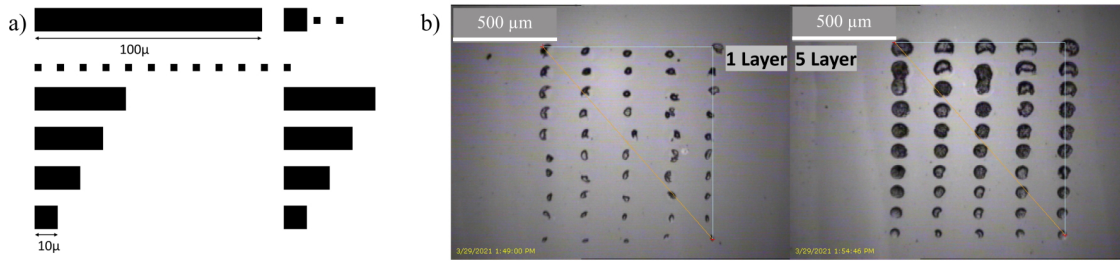 a)
100µ
10µ
b)
500 µm
1 Layer
3/29/2021 1:49:00 PM
500 µm
5 Layer
3/29/2021 1:54:46 PM